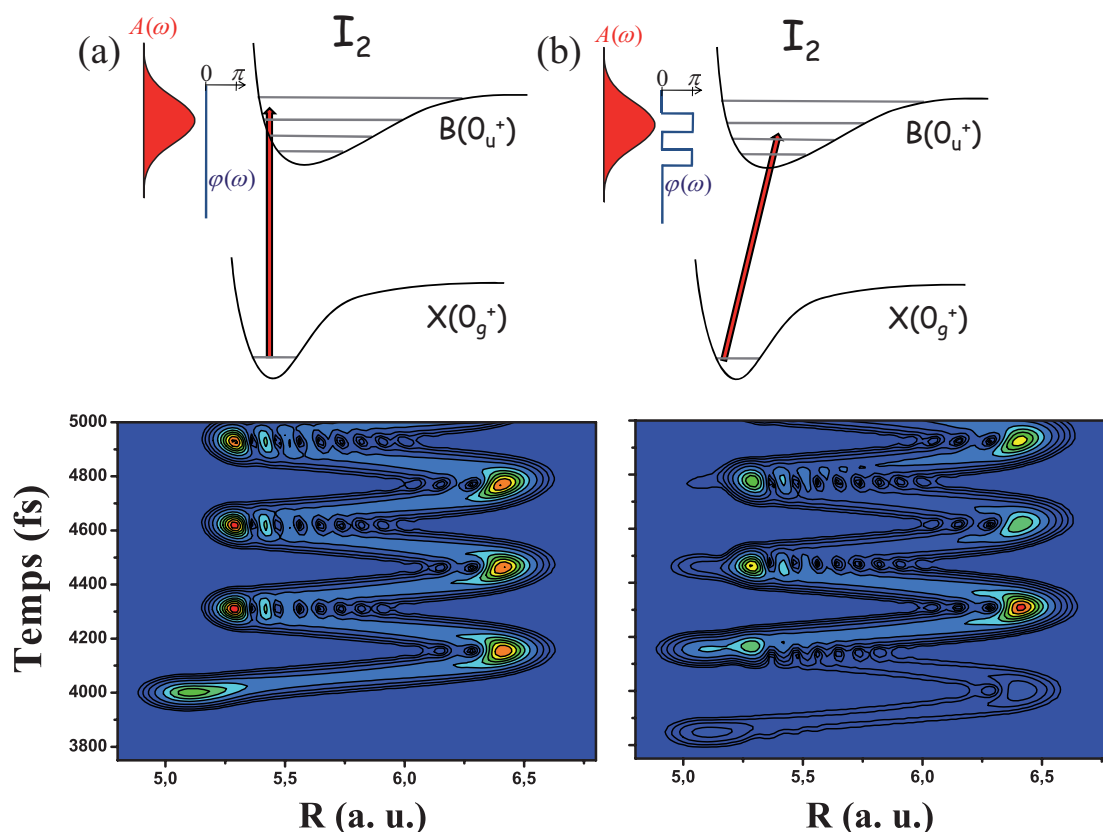 (a)
A(ω)
I₂
0 π
φ(ω)
B(0ᵤ⁺)
X(0g⁺)
(b)
A(ω)
I₂
0 π
φ(ω)
B(0ᵤ⁺)
X(0g⁺)
Temps (fs)
5000
4800
4600
4400
4200
4000
3800
5,0 5,5 6,0 6,5
R (a. u.)
5,0 5,5 6,0 6,5
R (a. u.)